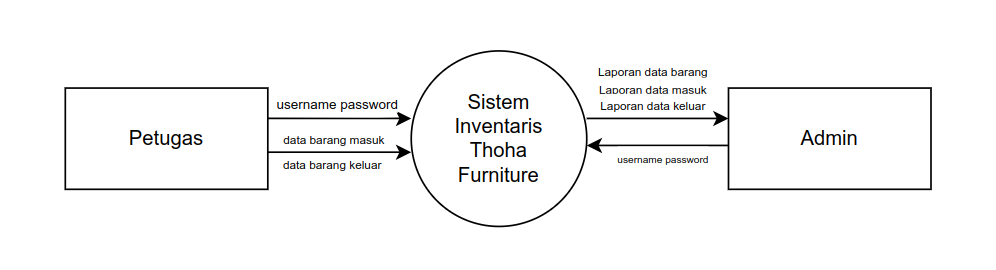 Petugas
username password
data barang masuk
data barang keluar
Sistem
Inventaris
Thoha
Furniture
Laporan data barang
Laporan data masuk
Laporan data keluar
username password
Admin